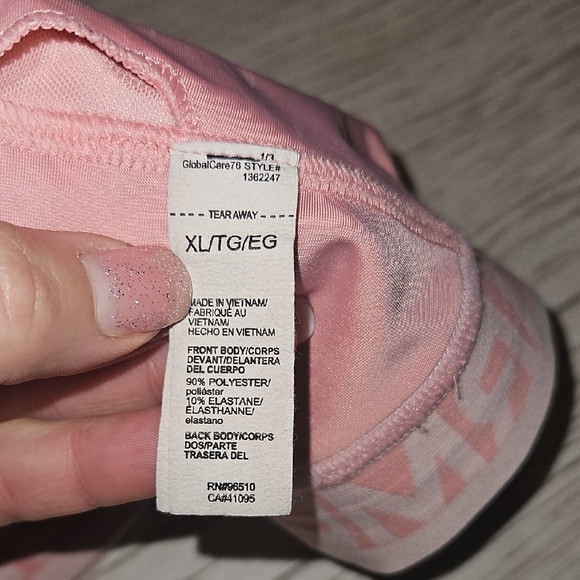 1/3
GlobalCare76 STYLE#
1362247
TEAR AWAY
XL/TG/EG
MADE IN VIETNAM/
FABRIQUÉ AU
VIETNAM/
HECHO EN VIETNAM
FRONT BODY/CORPS
DEVANT/DELANTERA
DEL CUERPO
90% POLYESTER/
poliéster
10% ELASTANE/
ÉLASTHANNE/
elastano
BACK BODY/CORPS
DOS/PARTE
TRASERA DEL
RN#96510
CA#41095